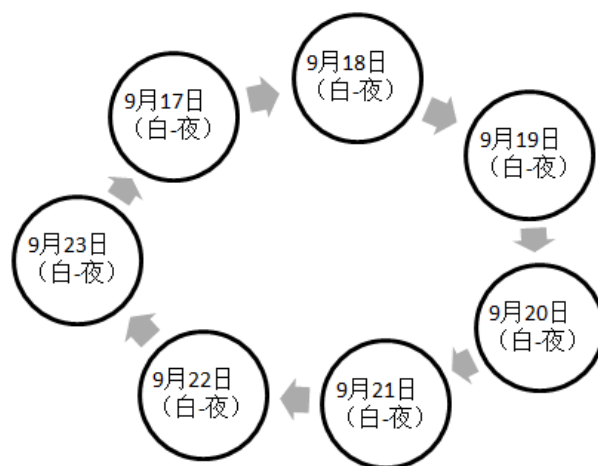 9月17日
（白-夜）
9月18日
（白-夜）
9月19日
（白-夜）
9月20日
（白-夜）
9月21日
（白-夜）
9月22日
（白-夜）
9月23日
（白-夜）